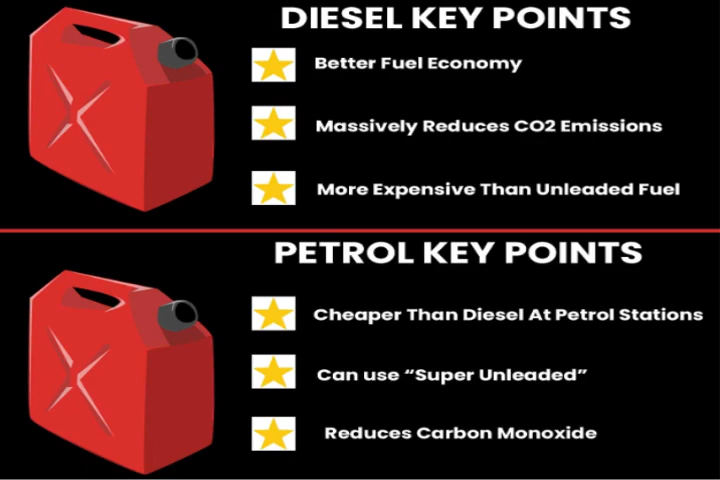 DIESEL KEY POINTS
Better Fuel Economy
Massively Reduces CO2 Emissions
More Expensive Than Unleaded Fuel
PETROL KEY POINTS
Cheaper Than Diesel At Petrol Stations
Can use “Super Unleaded”
Reduces Carbon Monoxide